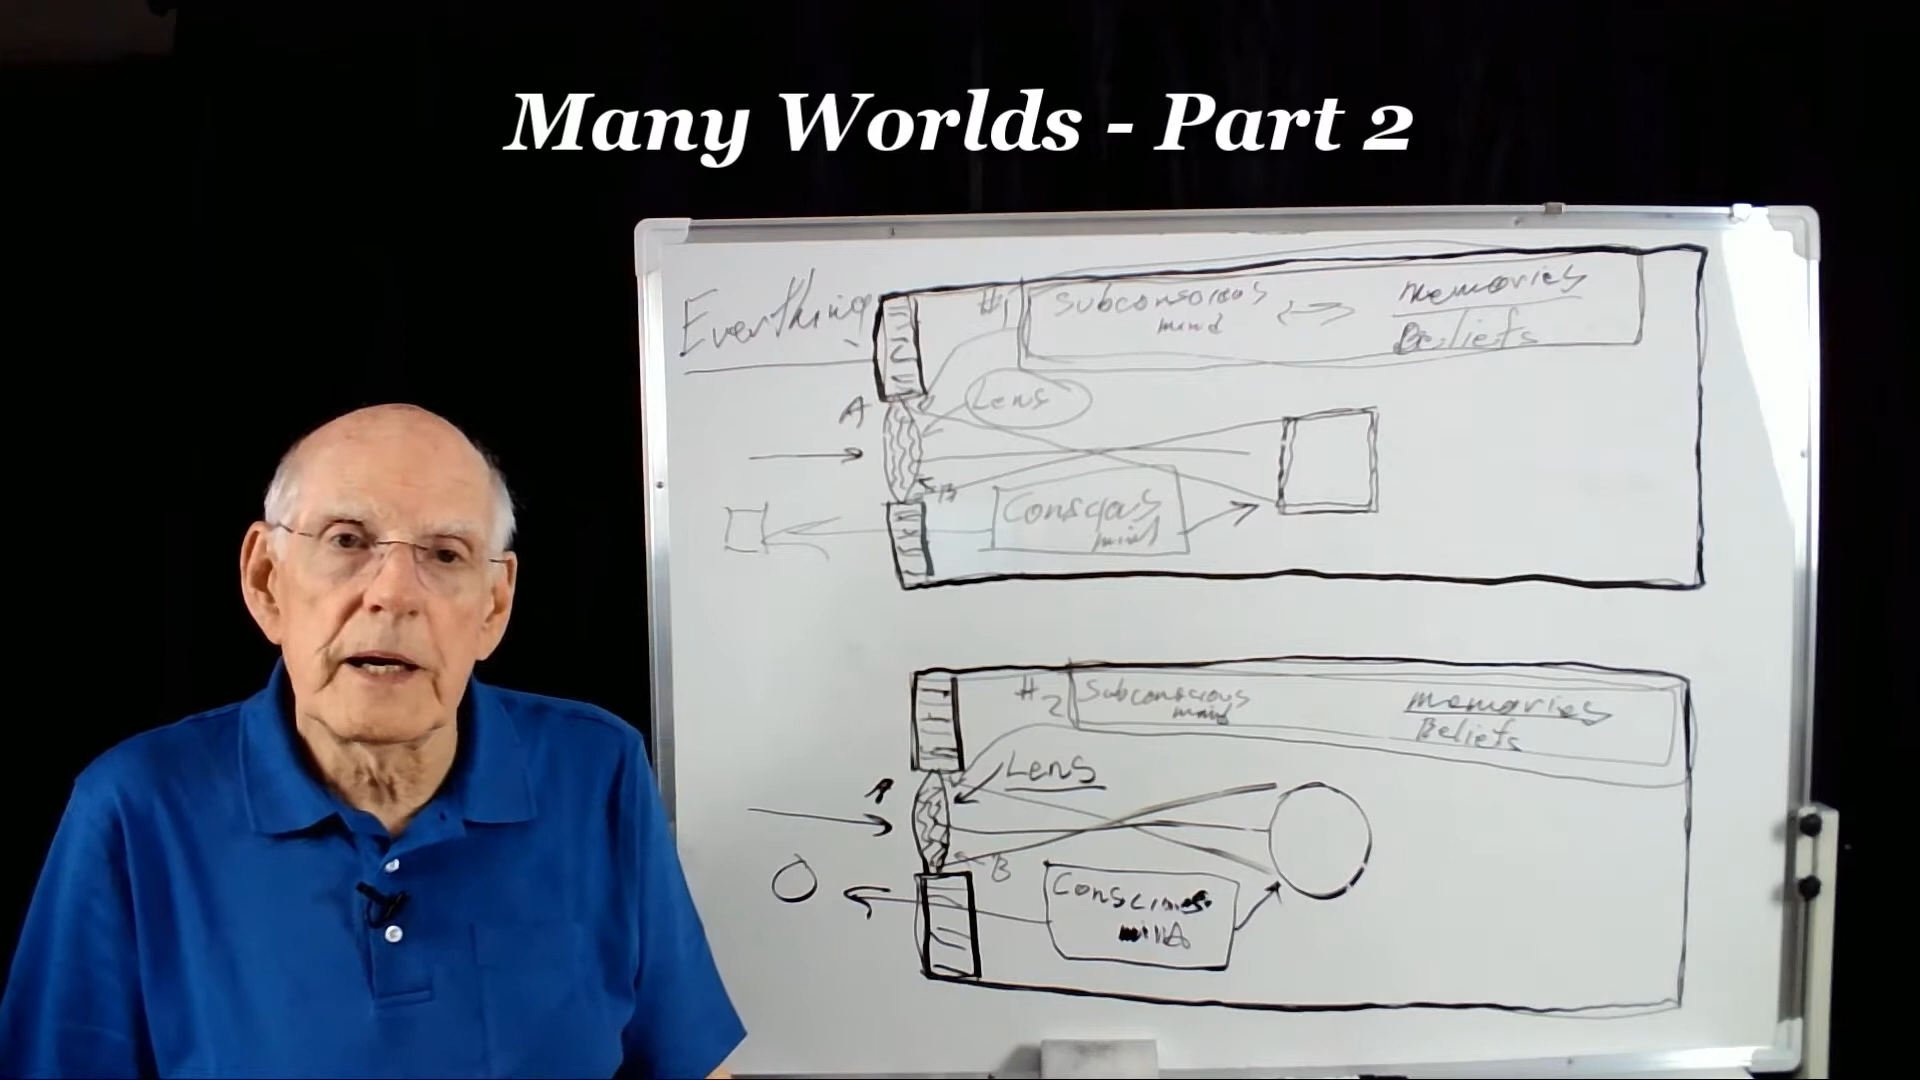 Many Worlds - Part 2
Everthing
#1
Subconscious
mind
memories
Beliefs
Lens
A
B
Conscious
mind
#2
Subconscious
mind
memories
Beliefs
Lens
A
B
Conscious
mind